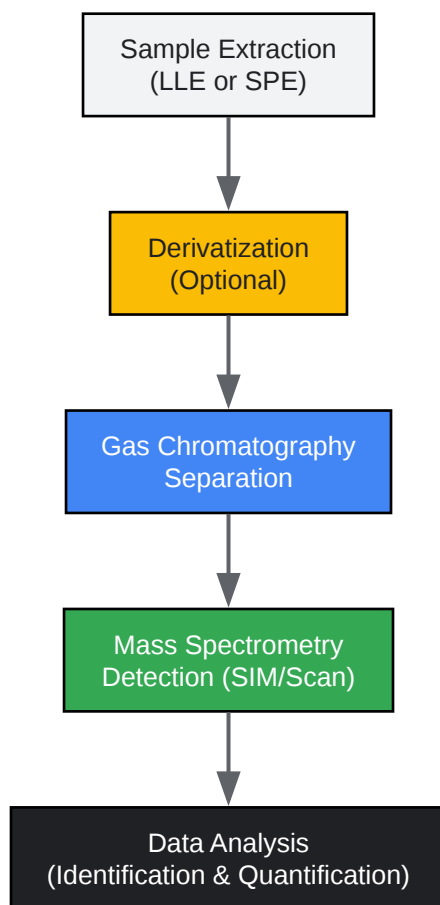 Sample Extraction
(LLE or SPE)
Derivatization
(Optional)
Gas Chromatography
Separation
Mass Spectrometry
Detection (SIM/Scan)
Data Analysis
(Identification & Quantification)